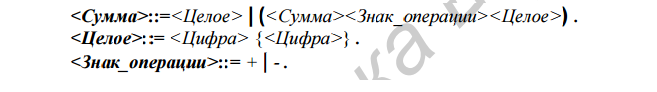 <Сумма>::=<Целое> | (<Сумма><Знак_операции><Целое>) .
<Целое>::= <Цифра> {<Цифра>} .
<Знак_операции>::= + | - .